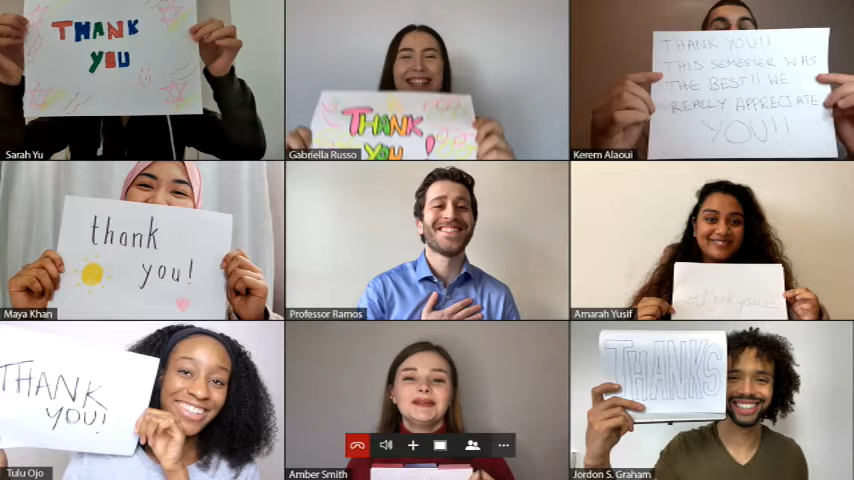 THANK
YOU
Sarah Yu
THANK
YOU !
Gabriella Russo
THANK YOU!!
THIS SEMESTER WAS
THE BEST!! WE
REALLY APPRECIATE
YOU!!
Kerem Alaoui
thank
you!
Maya Khan
Professor Ramos
thank you
Amarah Yusif
THANK
YOU!
Tulu Ojo
Amber Smith
THANKS
Jordon S. Graham